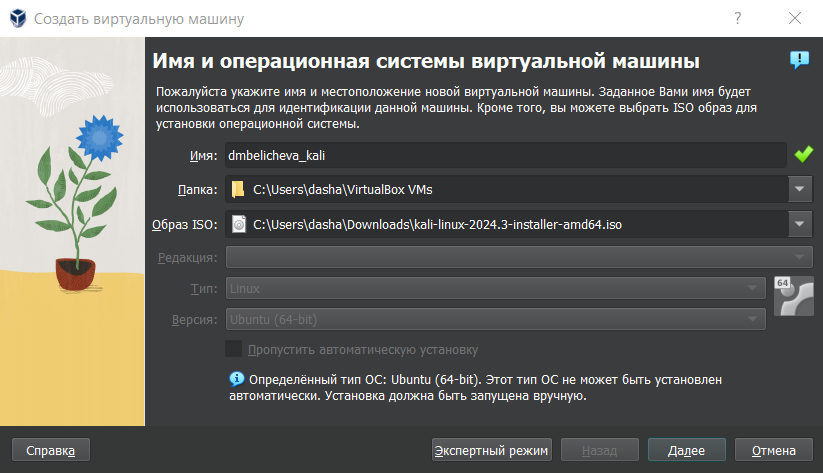 Создать виртуальную машину
?
Имя и операционная системы виртуальной машины
Пожалуйста укажите имя и местоположение новой виртуальной машины. Заданное Вами имя будет
использоваться для идентификации данной машины. Кроме того, вы можете выбрать ISO образ для
установки операционной системы.
Имя: dmbelicheva_kali
Папка: C:\Users\dasha\VirtualBox VMs
Образ ISO: C:\Users\dasha\Downloads\kali-linux-2024.3-installer-amd64.iso
Редакция:
Тип: Linux
64
Версия: Ubuntu (64-bit)
Пропустить автоматическую установку
Определённый тип ОС: Ubuntu (64-bit). Этот тип ОС не может быть установлен
автоматически. Установка должна быть запущена вручную.
Справка Экспертный режим Назад Далее Отмена